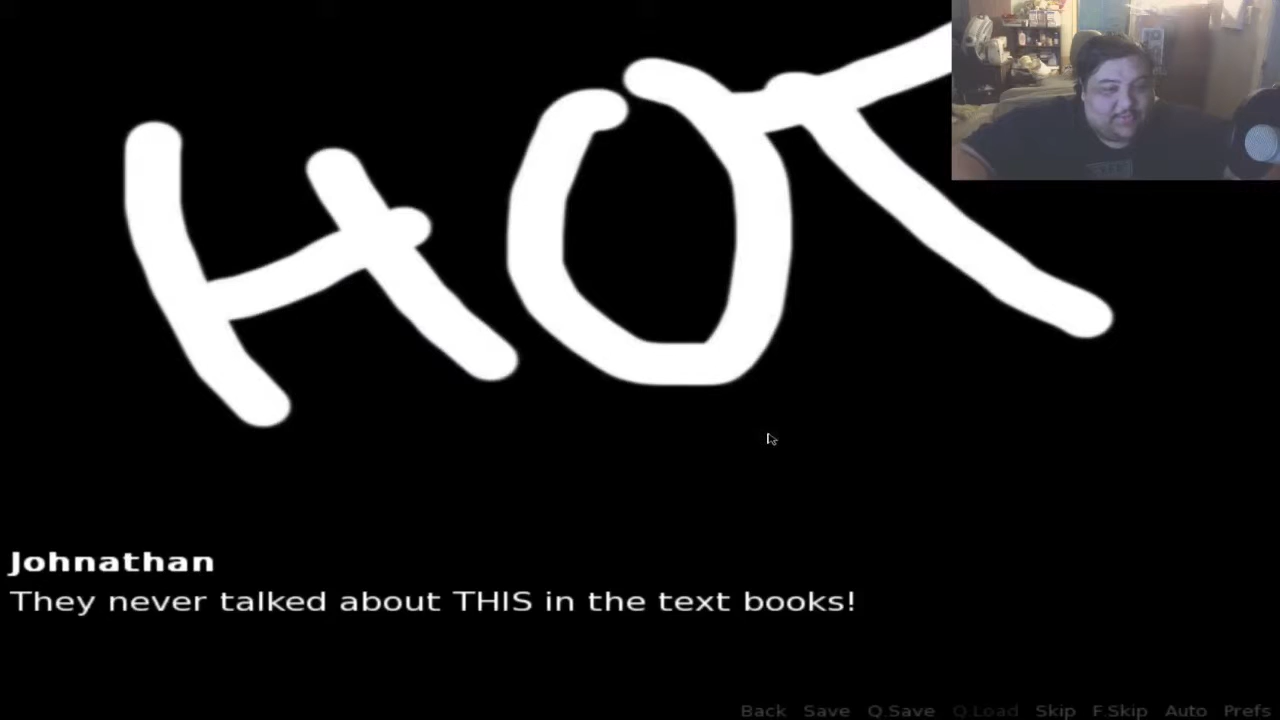 HOT
Johnathan
They never talked about THIS in the text books!
Back Save Q.Save Q.Load Skip F.Skip Auto Prefs